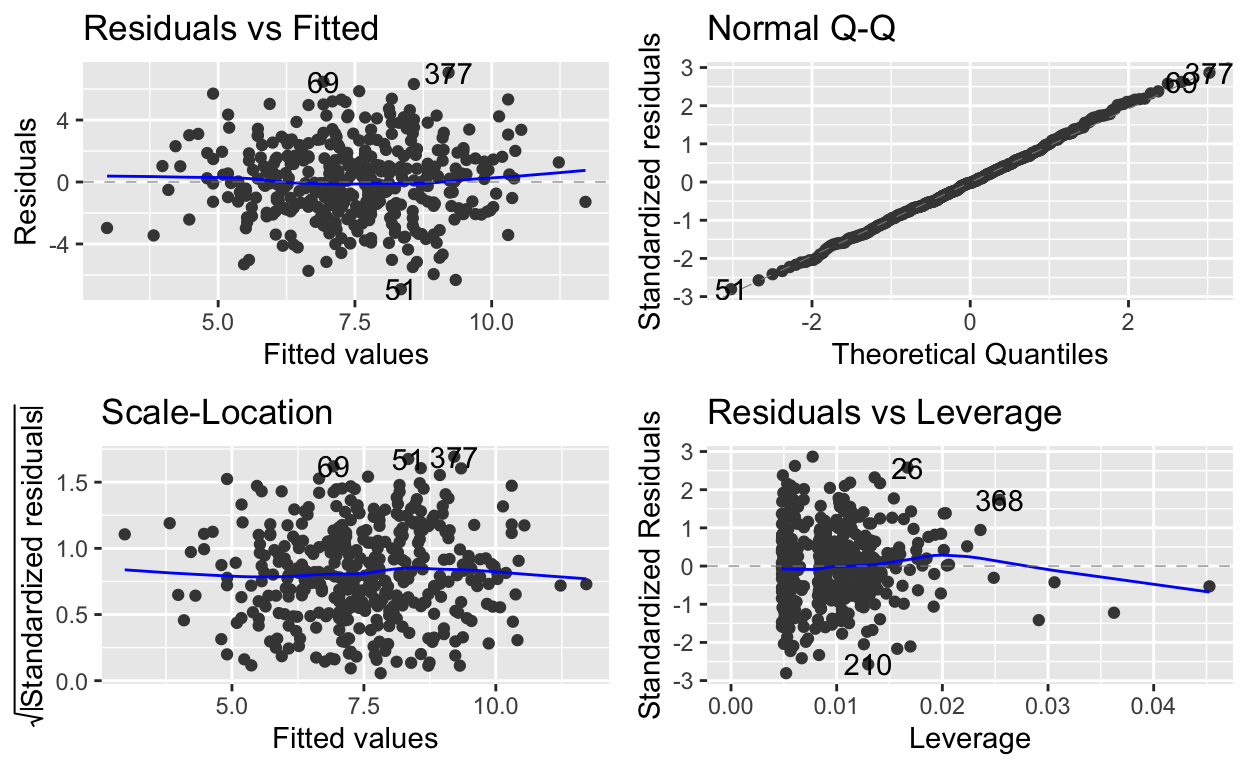 Residuals vs Fitted
Residuals
4
0
-4
69
377
51
5.0 7.5 10.0
Fitted values
Normal Q-Q
Standardized residuals
3
2
1
0
-1
-2
-3
69
377
51
-2 0 2
Theoretical Quantiles
Scale-Location
√|Standardized residuals|
1.5
1.0
0.5
0.0
69
51
377
5.0 7.5 10.0
Fitted values
Residuals vs Leverage
Standardized Residuals
3
2
1
0
-1
-2
-3
26
368
210
0.00 0.01 0.02 0.03 0.04
Leverage